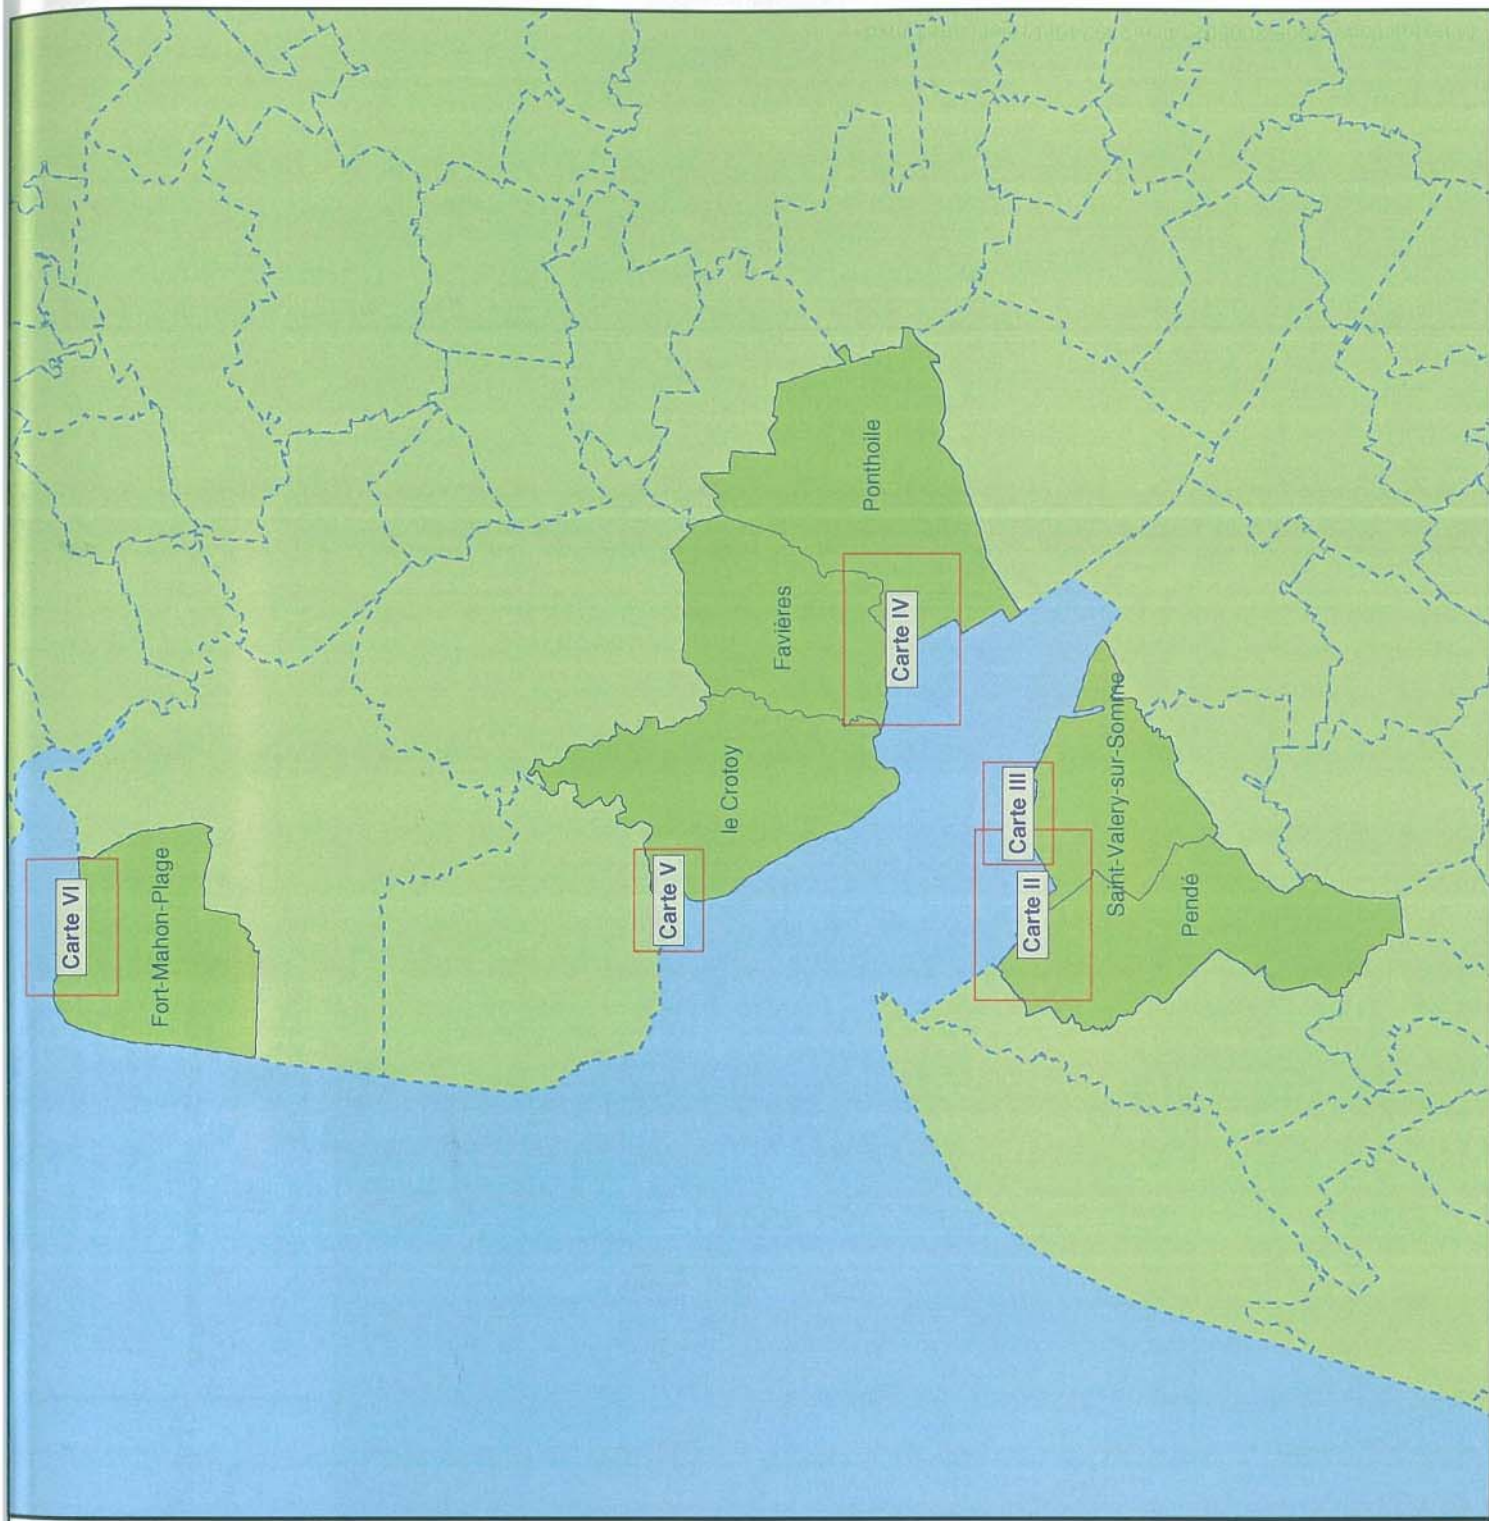 Carte VI
Fort-Mahon-Plage
Carte V
le Crotoy
Favières
Ponthoile
Carte IV
Carte III
Carte II
Saint-Valery-sur-Somme
Pendé